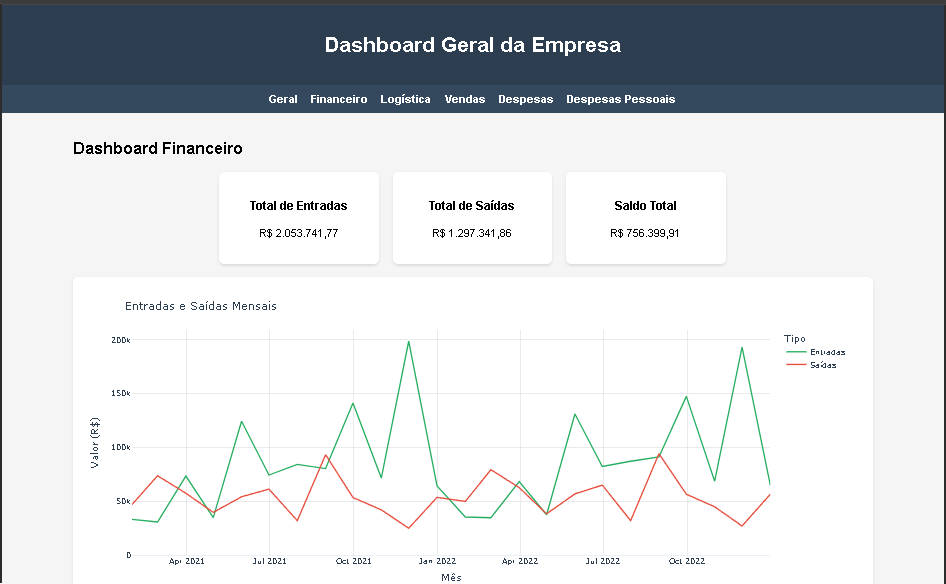 Dashboard Geral da Empresa
Geral Financeiro Logística Vendas Despesas Despesas Pessoais
Dashboard Financeiro
Total de Entradas
R$ 2.053.741,77
Total de Saídas
R$ 1.297.341,86
Saldo Total
R$ 756.399,91
Entradas e Saídas Mensais
Tipo
Entradas
Saídas
Valor (R$)
200k
150k
100k
50k
0
Apr 2021 Jul 2021 Oct 2021 Jan 2022 Apr 2022 Jul 2022 Oct 2022
Mês